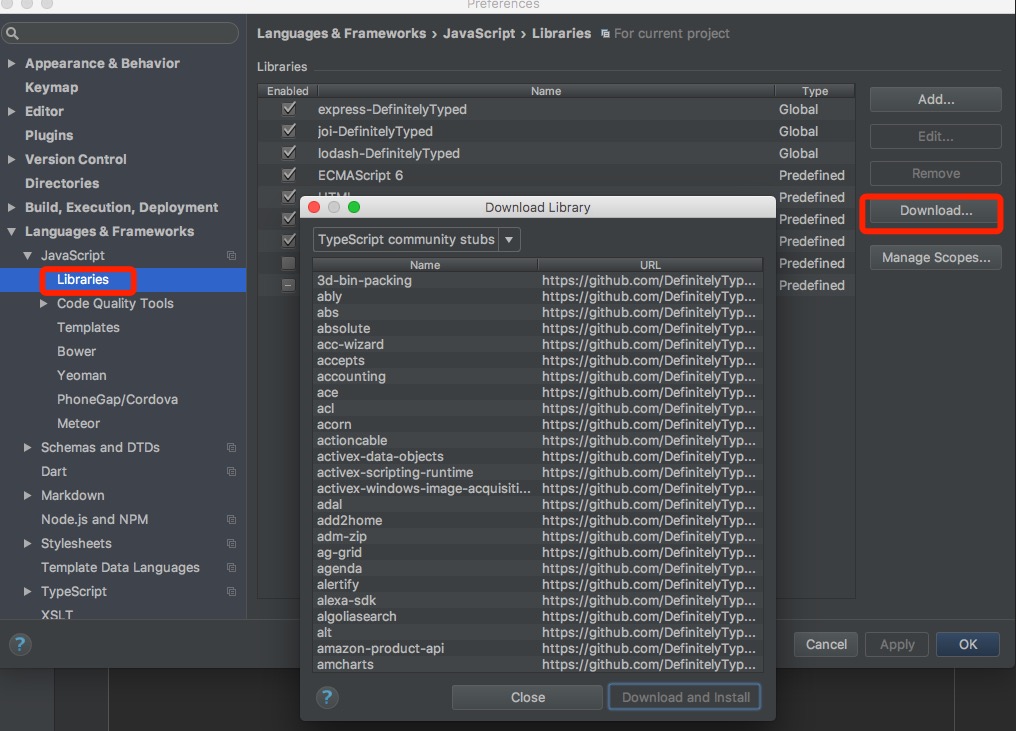 Preferences
Languages & Frameworks › JavaScript › Libraries For current project
Appearance & Behavior
Keymap
Editor
Plugins
Version Control
Directories
Build, Execution, Deployment
Languages & Frameworks
JavaScript
Libraries
Code Quality Tools
Templates
Bower
Yeoman
PhoneGap/Cordova
Meteor
Schemas and DTDs
Dart
Markdown
Node.js and NPM
Stylesheets
Template Data Languages
TypeScript
XSLT
Libraries
Enabled Name Type
express-DefinitelyTyped Global
joi-DefinitelyTyped Global
lodash-DefinitelyTyped Global
ECMAScript 6 Predefined
HTML Predefined
Predefined
Predefined
Predefined
Predefined
Add...
Edit...
Remove
Download...
Manage Scopes...
Download Library
TypeScript community stubs
Name URL
3d-bin-packing https://github.com/DefinitelyTyp...
ably https://github.com/DefinitelyTyp...
abs https://github.com/DefinitelyTyp...
absolute https://github.com/DefinitelyTyp...
acc-wizard https://github.com/DefinitelyTyp...
accepts https://github.com/DefinitelyTyp...
accounting https://github.com/DefinitelyTyp...
ace https://github.com/DefinitelyTyp...
acl https://github.com/DefinitelyTyp...
acorn https://github.com/DefinitelyTyp...
actioncable https://github.com/DefinitelyTyp...
activex-data-objects https://github.com/DefinitelyTyp...
activex-scripting-runtime https://github.com/DefinitelyTyp...
activex-windows-image-acquisiti... https://github.com/DefinitelyTyp...
adal https://github.com/DefinitelyTyp...
add2home https://github.com/DefinitelyTyp...
adm-zip https://github.com/DefinitelyTyp...
ag-grid https://github.com/DefinitelyTyp...
agenda https://github.com/DefinitelyTyp...
alertify https://github.com/DefinitelyTyp...
alexa-sdk https://github.com/DefinitelyTyp...
algoliasearch https://github.com/DefinitelyTyp...
alt https://github.com/DefinitelyTyp...
amazon-product-api https://github.com/DefinitelyTyp...
amcharts https://github.com/DefinitelyTyp...
? Close Download and Install
? Cancel Apply OK